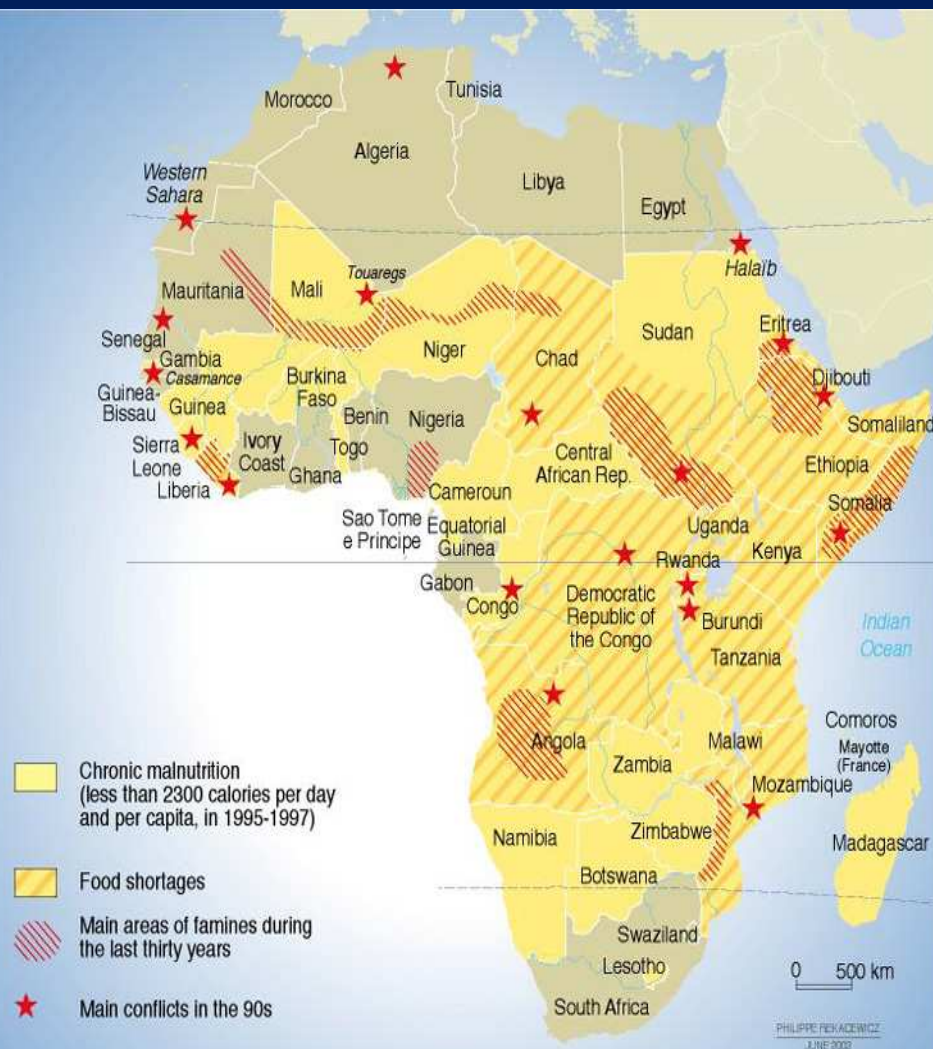 Morocco
Tunisia
Algeria
Libya
Egypt
Western
Sahara
Halaïb
Mauritania
Mali
Touaregs
Niger
Chad
Sudan
Eritrea
Djibouti
Somaliland
Senegal
Gambia
Casamance
Guinea-
Bissau
Guinea
Burkina
Faso
Benin
Nigeria
Sierra
Leone
Liberia
Ivory
Coast
Ghana
Togo
Cameroun
Central
African Rep.
Ethiopia
Somalia
Sao Tome
e Principe
Equatorial
Guinea
Gabon
Congo
Uganda
Kenya
Rwanda
Democratic
Republic of
the Congo
Burundi
Tanzania
Indian
Ocean
Angola
Zambia
Malawi
Comoros
Mayotte
(France)
Mozambique
Namibia
Zimbabwe
Botswana
Madagascar
Swaziland
Lesotho
South Africa
Chronic malnutrition
(less than 2300 calories per day
and per capita, in 1995-1997)
Food shortages
Main areas of famines during
the last thirty years
Main conflicts in the 90s
0 500 km
PHILIPPE REKACEWICZ
JUNE 2003